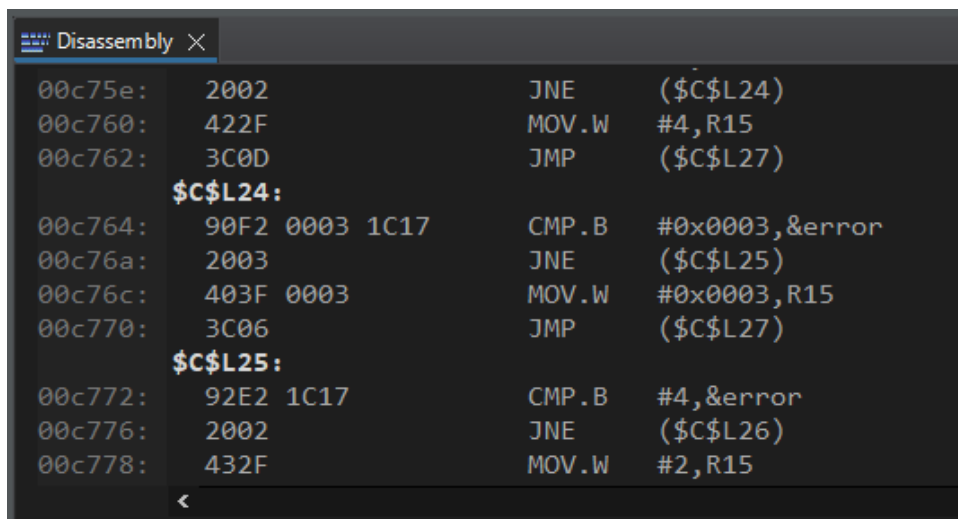 Disassembly
00c75e: 2002 JNE ($C$L24)
00c760: 422F MOV.W #4,R15
00c762: 3C0D JMP ($C$L27)
$C$L24:
00c764: 90F2 0003 1C17 CMP.B #0x0003,&error
00c76a: 2003 JNE ($C$L25)
00c76c: 403F 0003 MOV.W #0x0003,R15
00c770: 3C06 JMP ($C$L27)
$C$L25:
00c772: 92E2 1C17 CMP.B #4,&error
00c776: 2002 JNE ($C$L26)
00c778: 432F MOV.W #2,R15